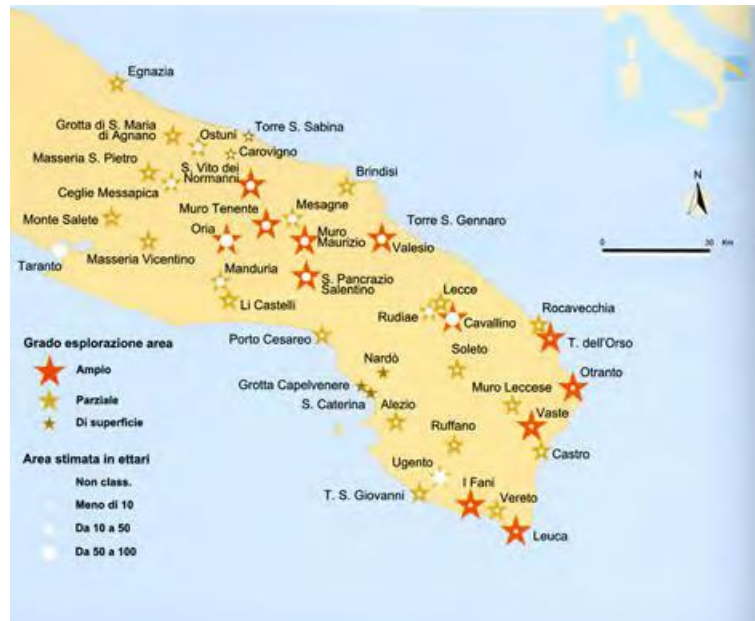 Egnazia
Grotta di S. Maria
di Agnano
Ostuni
Torre S. Sabina
Carovigno
Masseria S. Pietro
S. Vito dei
Normanni
Brindisi
Ceglie Messapica
Mesagne
Muro Tenente
Monte Salete
Oria
Muro
Maurizio
Torre S. Gennaro
Valesio
Taranto
Masseria Vicentino
Manduria
S. Pancrazio
Salentino
Li Castelli
Lecce
Rudiae
Cavallino
Rocavecchia
T. dell'Orso
Porto Cesareo
Soleto
Nardò
Otranto
Grotta Capelvenere
S. Caterina
Alezio
Muro Leccese
Vaste
Ruffano
Castro
Ugento
I Fani
T. S. Giovanni
Vereto
Leuca
N
0 30 Km
Grado esplorazione area
Ampio
Parziale
Di superficie
Area stimata in ettari
Non class.
Meno di 10
Da 10 a 50
Da 50 a 100